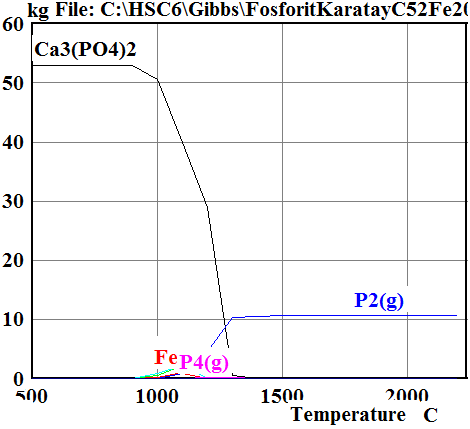 kg File: C:\HSC6\Gibbs\FosforitKaratayC52Fe20
60
Ca3(PO4)2
50
40
30
20
P2(g)
10
Fe
P4(g)
0
500 1000 1500 2000
Temperature C